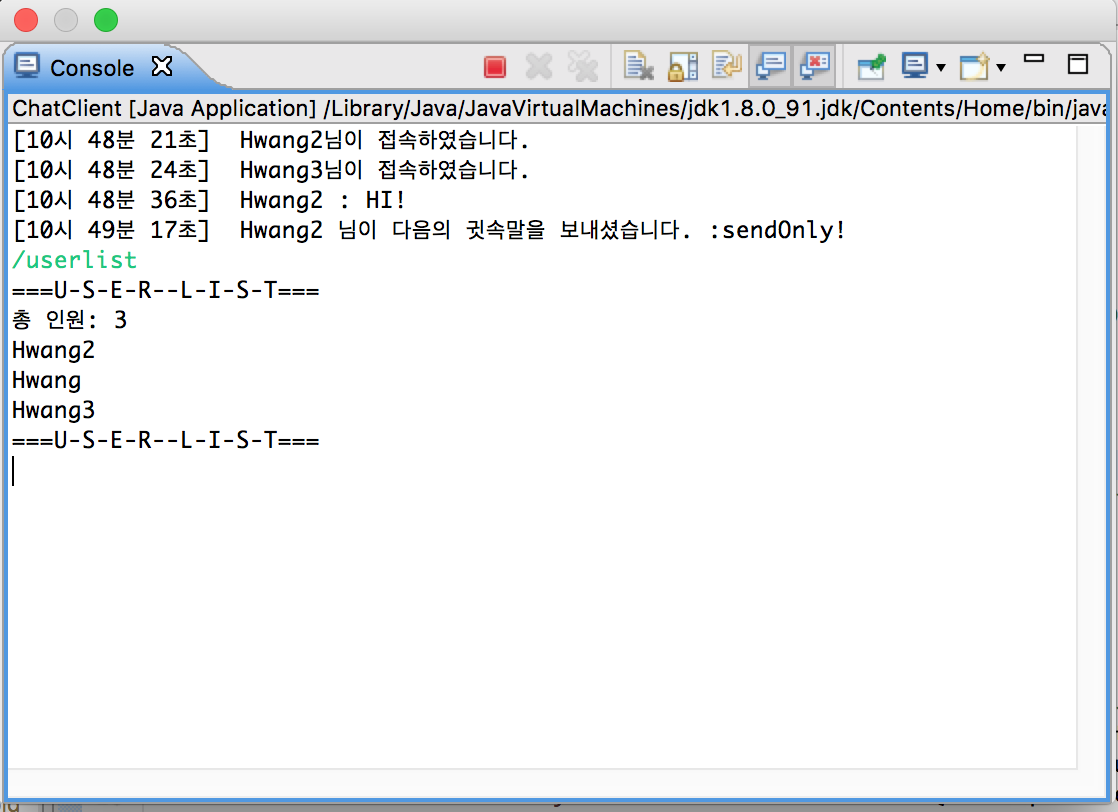 Console
ChatClient [Java Application] /Library/Java/JavaVirtualMachines/jdk1.8.0_91.jdk/Contents/Home/bin/java
[10시 48분 21초]  Hwang2님이 접속하였습니다.
[10시 48분 24초]  Hwang3님이 접속하였습니다.
[10시 48분 36초]  Hwang2 : HI!
[10시 49분 17초]  Hwang2 님이 다음의 귓속말을 보내셨습니다. :sendOnly!
/userlist
===U-S-E-R--L-I-S-T===
총 인원: 3
Hwang2
Hwang
Hwang3
===U-S-E-R--L-I-S-T===